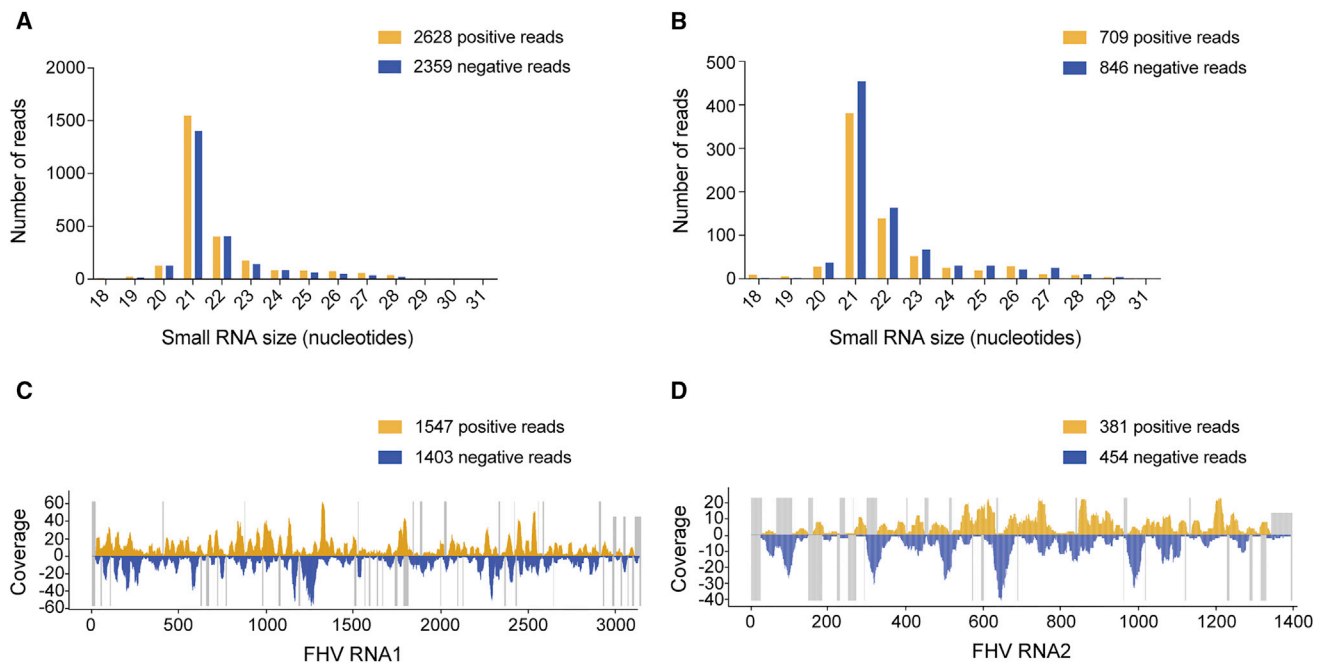 A
2628 positive reads
2359 negative reads
2000
1500
1000
500
0
Number of reads
18 19 20 21 22 23 24 25 26 27 28 29 30 31
Small RNA size (nucleotides)
B
709 positive reads
846 negative reads
500
400
300
200
100
0
Number of reads
18 19 20 21 22 23 24 25 26 27 28 29 31
Small RNA size (nucleotides)
C
1547 positive reads
1403 negative reads
60
40
20
0
-20
-40
-60
Coverage
0 500 1000 1500 2000 2500 3000
FHV RNA1
D
381 positive reads
454 negative reads
20
10
0
-10
-20
-30
-40
Coverage
0 200 400 600 800 1000 1200 1400
FHV RNA2